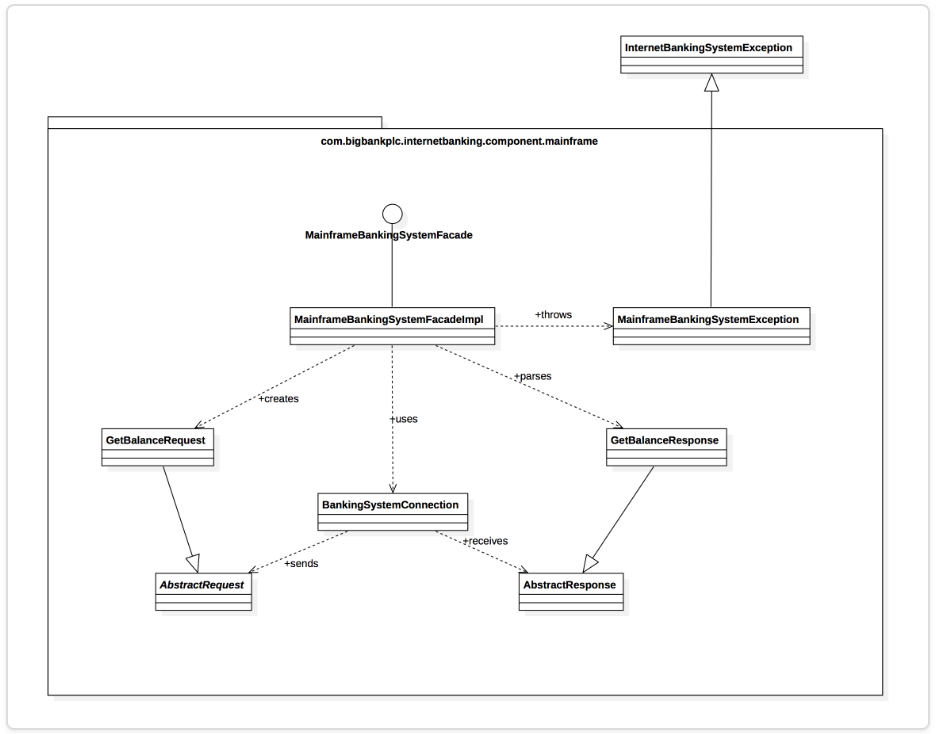 InternetBankingSystemException
com.bigbankplc.internetbanking.component.mainframe
MainframeBankingSystemFacade
MainframeBankingSystemFacadeImpl
+throws
MainframeBankingSystemException
+creates
+uses
+parses
GetBalanceRequest
GetBalanceResponse
BankingSystemConnection
+sends
+receives
AbstractRequest
AbstractResponse